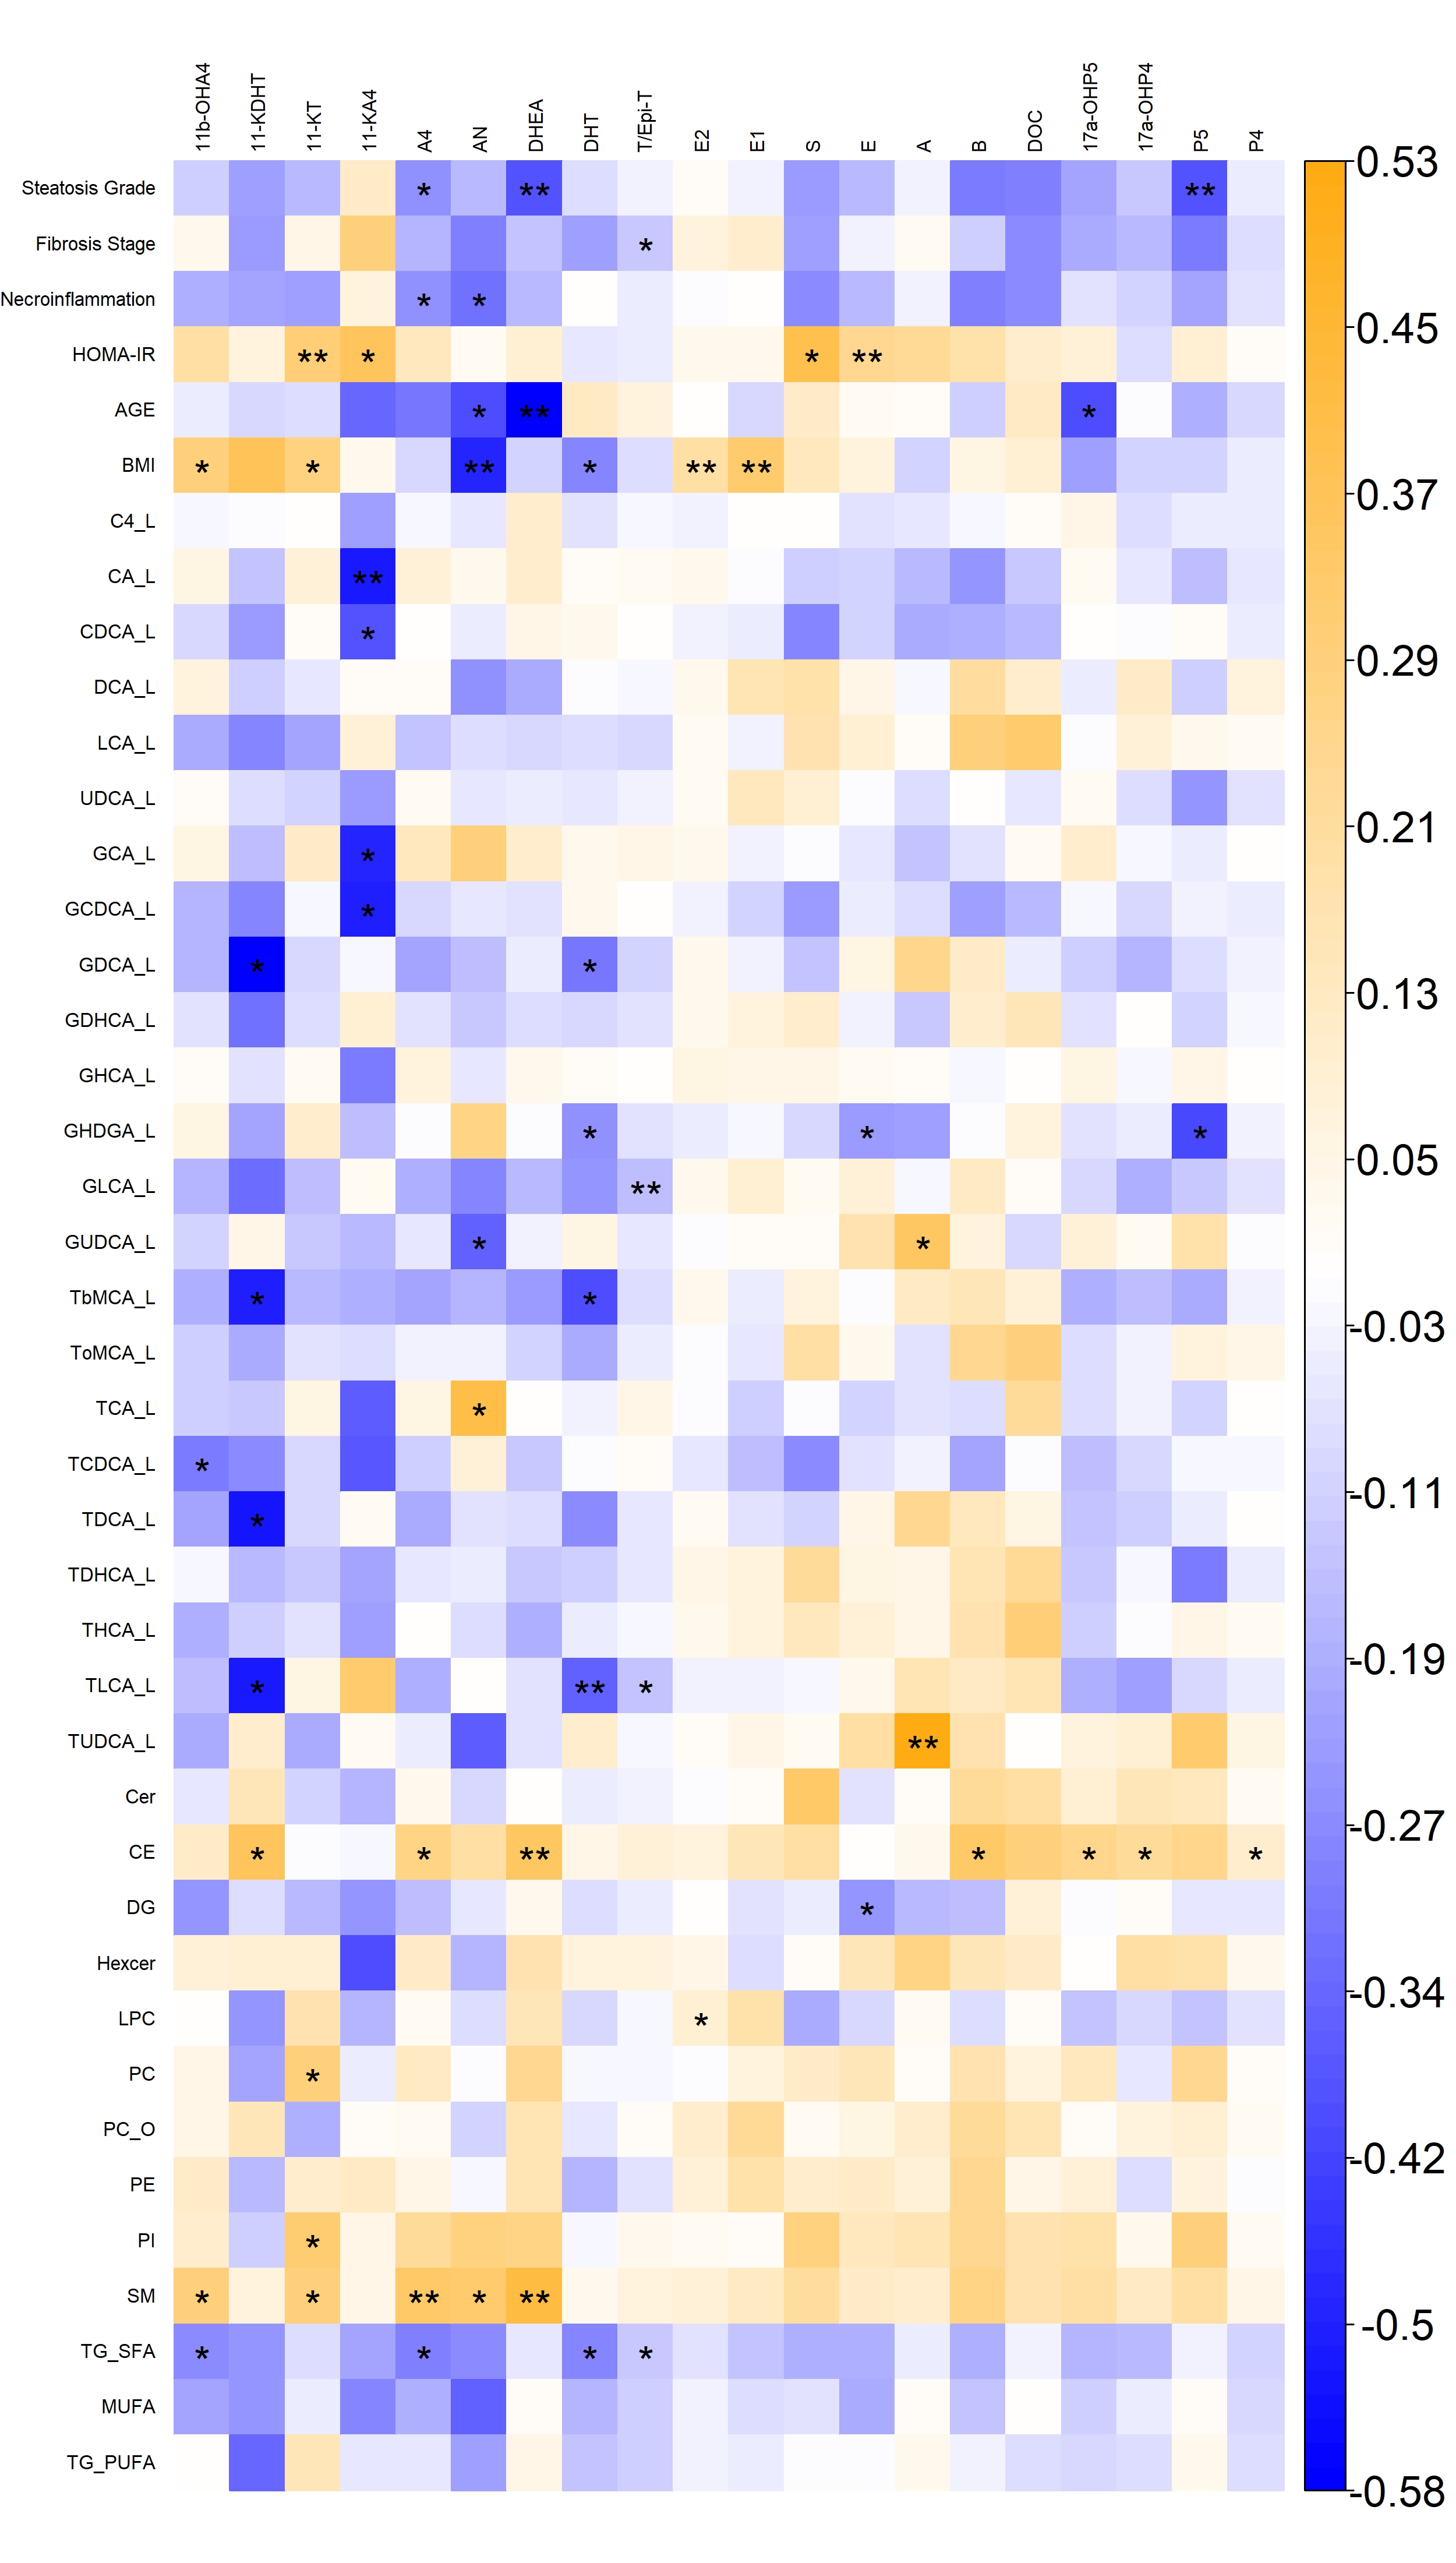 11b-OHA4 11-KDHT 11-KT 11-KA4 A4 AN DHEA DHT T/Epi-T E2 E1 S E A B DOC 17a-OHP5 17a-OHP4 P5 P4
Steatosis Grade * ** **
Fibrosis Stage *
Necroinflammation * *
HOMA-IR ** * * **
AGE * ** *
BMI * * ** * ** **
C4_L
CA_L **
CDCA_L *
DCA_L
LCA_L
UDCA_L
GCA_L *
GCDCA_L *
GDCA_L * *
GDHCA_L
GHCA_L
GHDGA_L * * *
GLCA_L **
GUDCA_L * *
TbMCA_L * *
ToMCA_L
TCA_L *
TCDCA_L *
TDCA_L *
TDHCA_L
THCA_L
TLCA_L * ** *
TUDCA_L **
Cer
CE * * ** * * * *
DG *
Hexcer
LPC *
PC *
PC_O
PE
PI *
SM * * ** * **
TG_SFA * * * *
MUFA
TG_PUFA
0.53
0.45
0.37
0.29
0.21
0.13
0.05
-0.03
-0.11
-0.19
-0.27
-0.34
-0.42
-0.5
-0.58